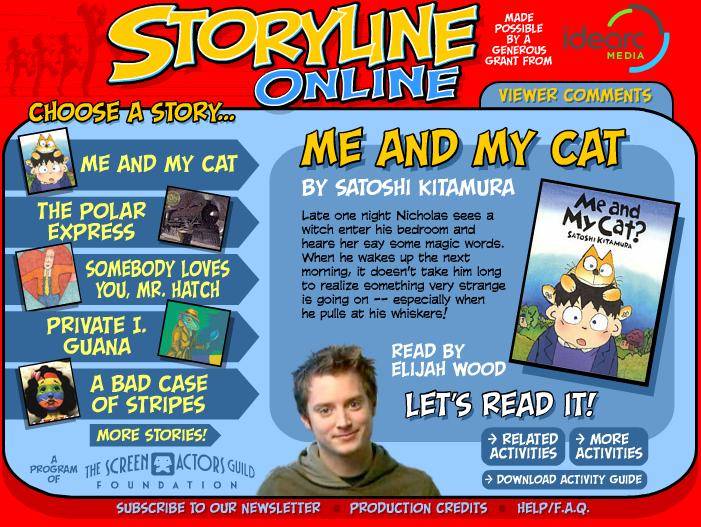 STORYLINE
ONLINE
MADE
POSSIBLE
BY A
GENEROUS
GRANT FROM
idearc
MEDIA
VIEWER COMMENTS
CHOOSE A STORY...
ME AND MY CAT
THE POLAR
EXPRESS
SOMEBODY LOVES
YOU, MR. HATCH
PRIVATE I.
GUANA
A BAD CASE
OF STRIPES
MORE STORIES!
A
PROGRAM
OF
THE SCREEN ACTORS GUILD
FOUNDATION
ME AND MY CAT
BY SATOSHI KITAMURA
Late one night Nicholas sees a
witch enter his bedroom and
hears her say some magic words.
When he wakes up the next
morning, it doesn't take him long
to realize something very strange
is going on -- especially when
he pulls at his whiskers!
Me and
My Cat?
SATOSHI KITAMURA
READ BY
ELIJAH WOOD
LET'S READ IT!
→ RELATED
ACTIVITIES
→ MORE
ACTIVITIES
→ DOWNLOAD ACTIVITY GUIDE
SUBSCRIBE TO OUR NEWSLETTER
PRODUCTION CREDITS
HELP/F.A.Q.